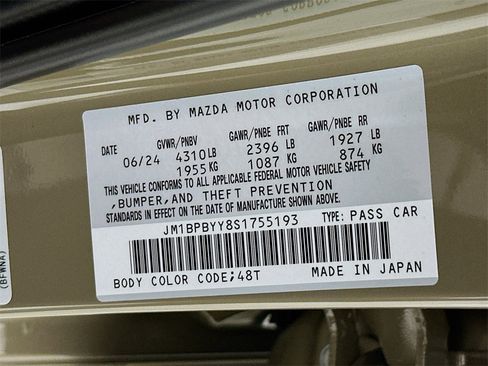 MFD. BY MAZDA MOTOR CORPORATION
DATE GVWR/PNBV GAWR/PNBE FRT GAWR/PNBE RR
06/24 4310LB 2396 LB 1927 LB
1955KG 1087 KG 874 KG
THIS VEHICLE CONFORMS TO ALL APPLICABLE FEDERAL MOTOR VEHICLE SAFETY
,BUMPER,AND THEFT PREVENTION
STANDARDS IN EFFECT ON THE DATE OF MANUFACTURE SHOWN ABOVE.
JM1BPBYY8S1755193 TYPE: PASS CAR
BODY COLOR CODE;48T MADE IN JAPAN
(BFWNA)